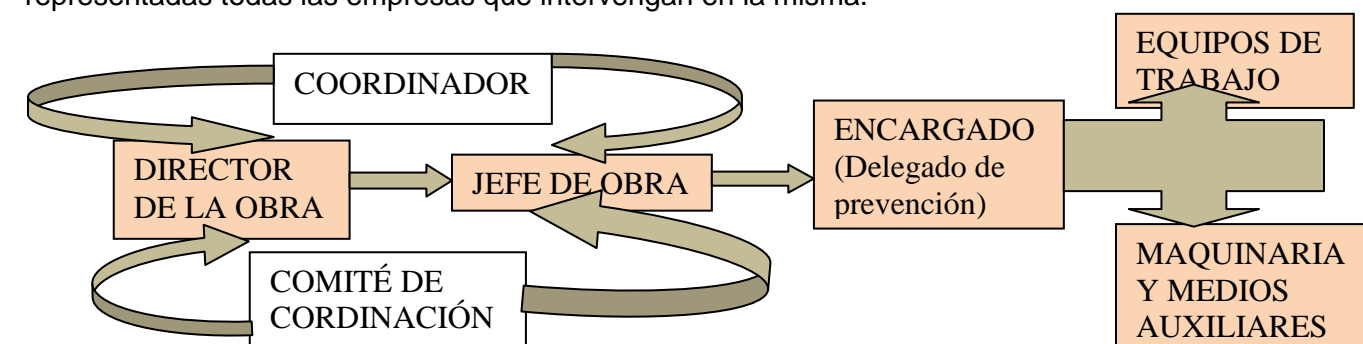 representadas todas las empresas que intervengan en la misma.
COORDINADOR
DIRECTOR
DE LA OBRA
JEFE DE OBRA
ENCARGADO
(Delegado de
prevención)
EQUIPOS DE
TRABAJO
COMITÉ DE
CORDINACIÓN
MAQUINARIA
Y MEDIOS
AUXILIARES